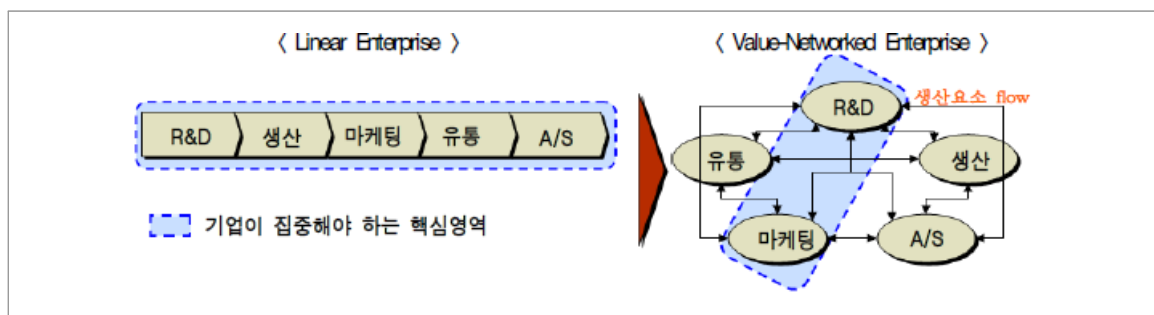 < Linear Enterprise >
< Value-Networked Enterprise >
R&D 생산 마케팅 유통 A/S
기업이 집중해야 하는 핵심영역
R&D
생산요소 flow
유통
생산
마케팅
A/S